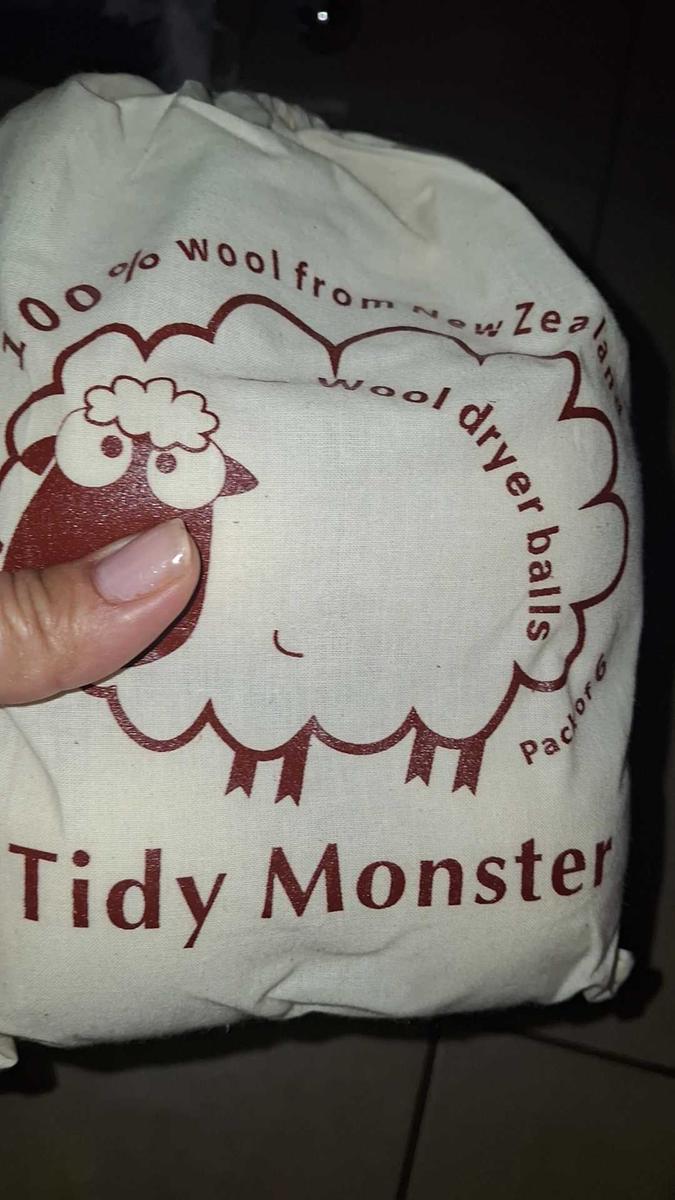 100% wool from New Zealand
wool dryer balls
Pack of 6
Tidy Monster